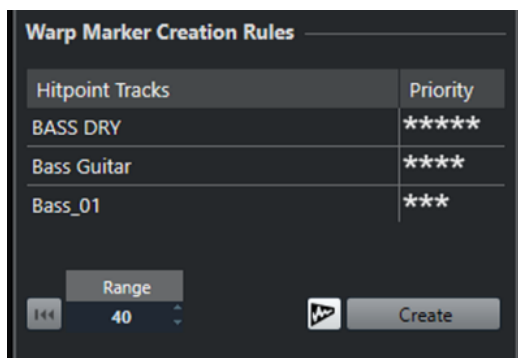 Warp Marker Creation Rules
Hitpoint Tracks Priority
BASS DRY *****
Bass Guitar ****
Bass_01 ***
Range
40 Create